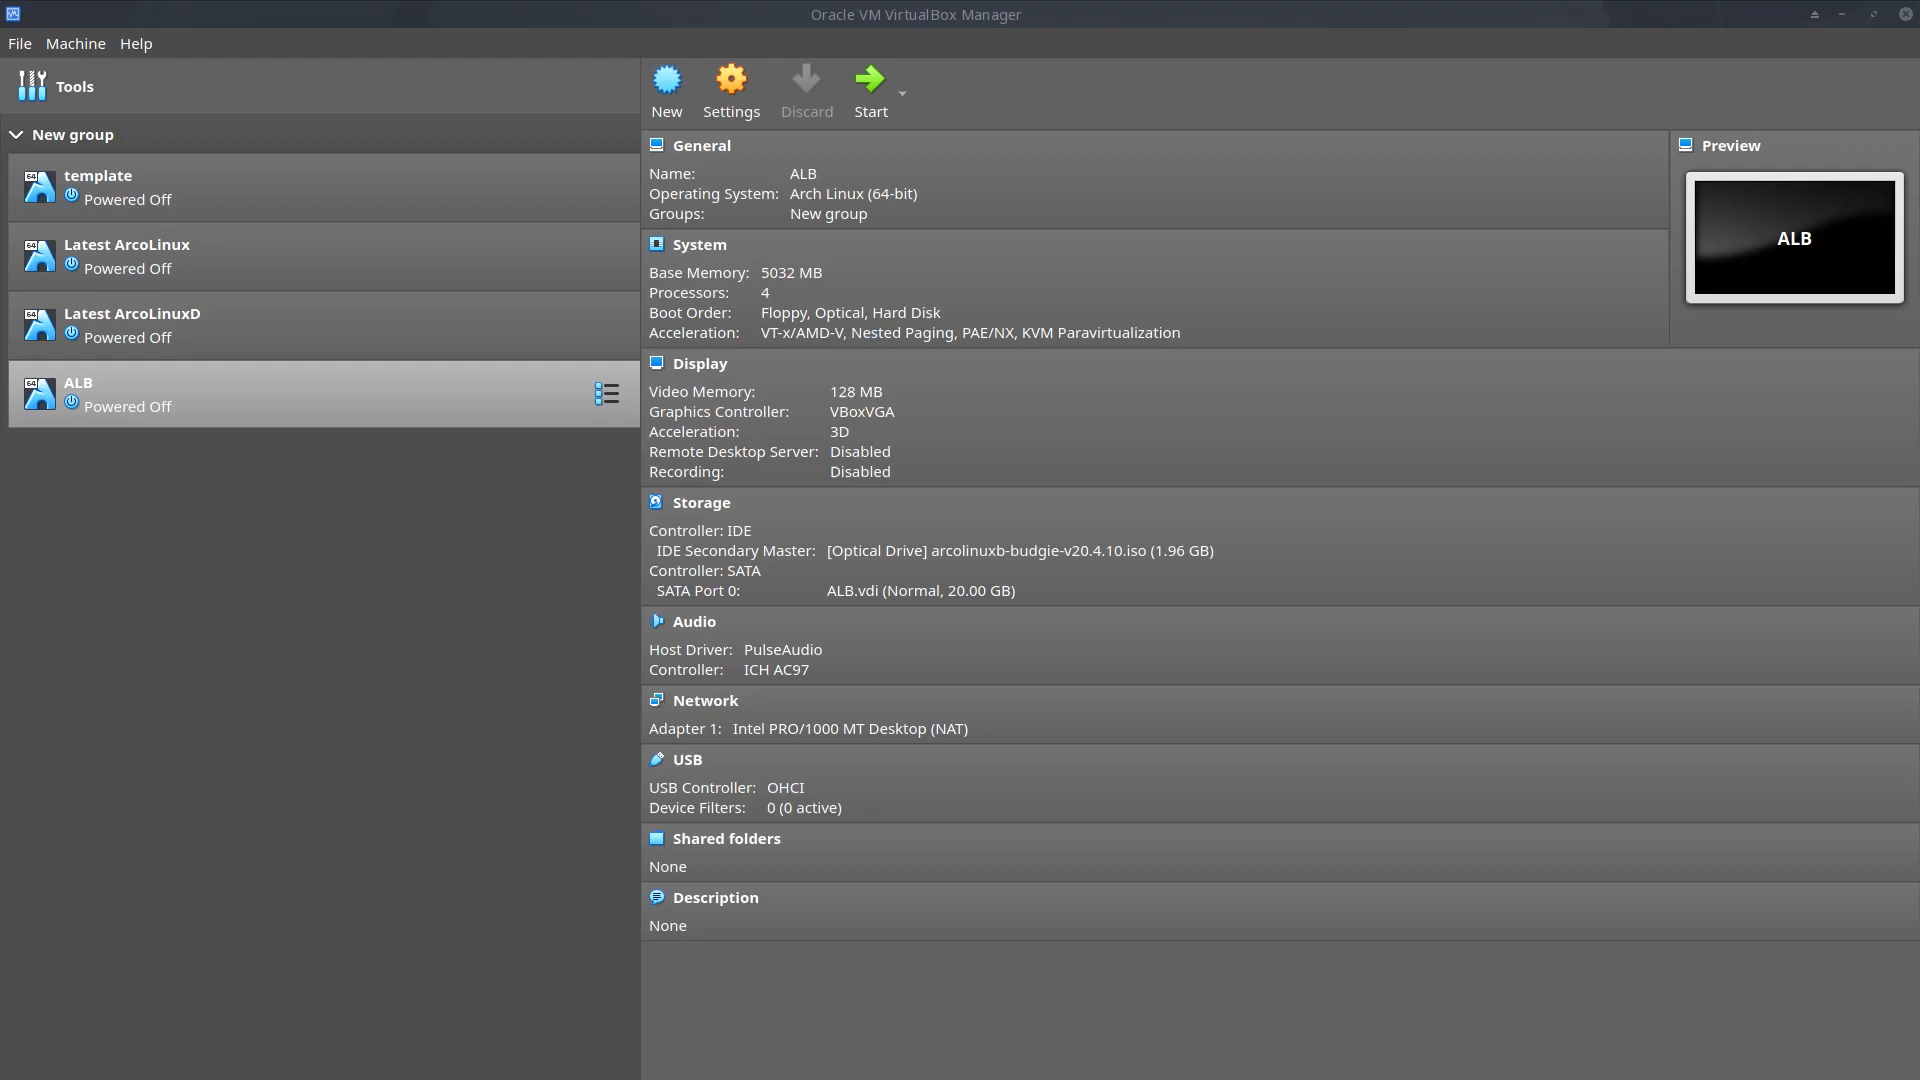 Oracle VM VirtualBox Manager
File Machine Help
Tools
New group
64
template
Powered Off
64
Latest ArcoLinux
Powered Off
64
Latest ArcoLinuxD
Powered Off
64
ALB
Powered Off
New Settings Discard Start
General
Name: ALB
Operating System: Arch Linux (64-bit)
Groups: New group
System
Base Memory: 5032 MB
Processors: 4
Boot Order: Floppy, Optical, Hard Disk
Acceleration: VT-x/AMD-V, Nested Paging, PAE/NX, KVM Paravirtualization
Preview
ALB
Display
Video Memory: 128 MB
Graphics Controller: VBoxVGA
Acceleration: 3D
Remote Desktop Server: Disabled
Recording: Disabled
Storage
Controller: IDE
IDE Secondary Master: [Optical Drive] arcolinuxb-budgie-v20.4.10.iso (1.96 GB)
Controller: SATA
SATA Port 0: ALB.vdi (Normal, 20.00 GB)
Audio
Host Driver: PulseAudio
Controller: ICH AC97
Network
Adapter 1: Intel PRO/1000 MT Desktop (NAT)
USB
USB Controller: OHCI
Device Filters: 0 (0 active)
Shared folders
None
Description
None